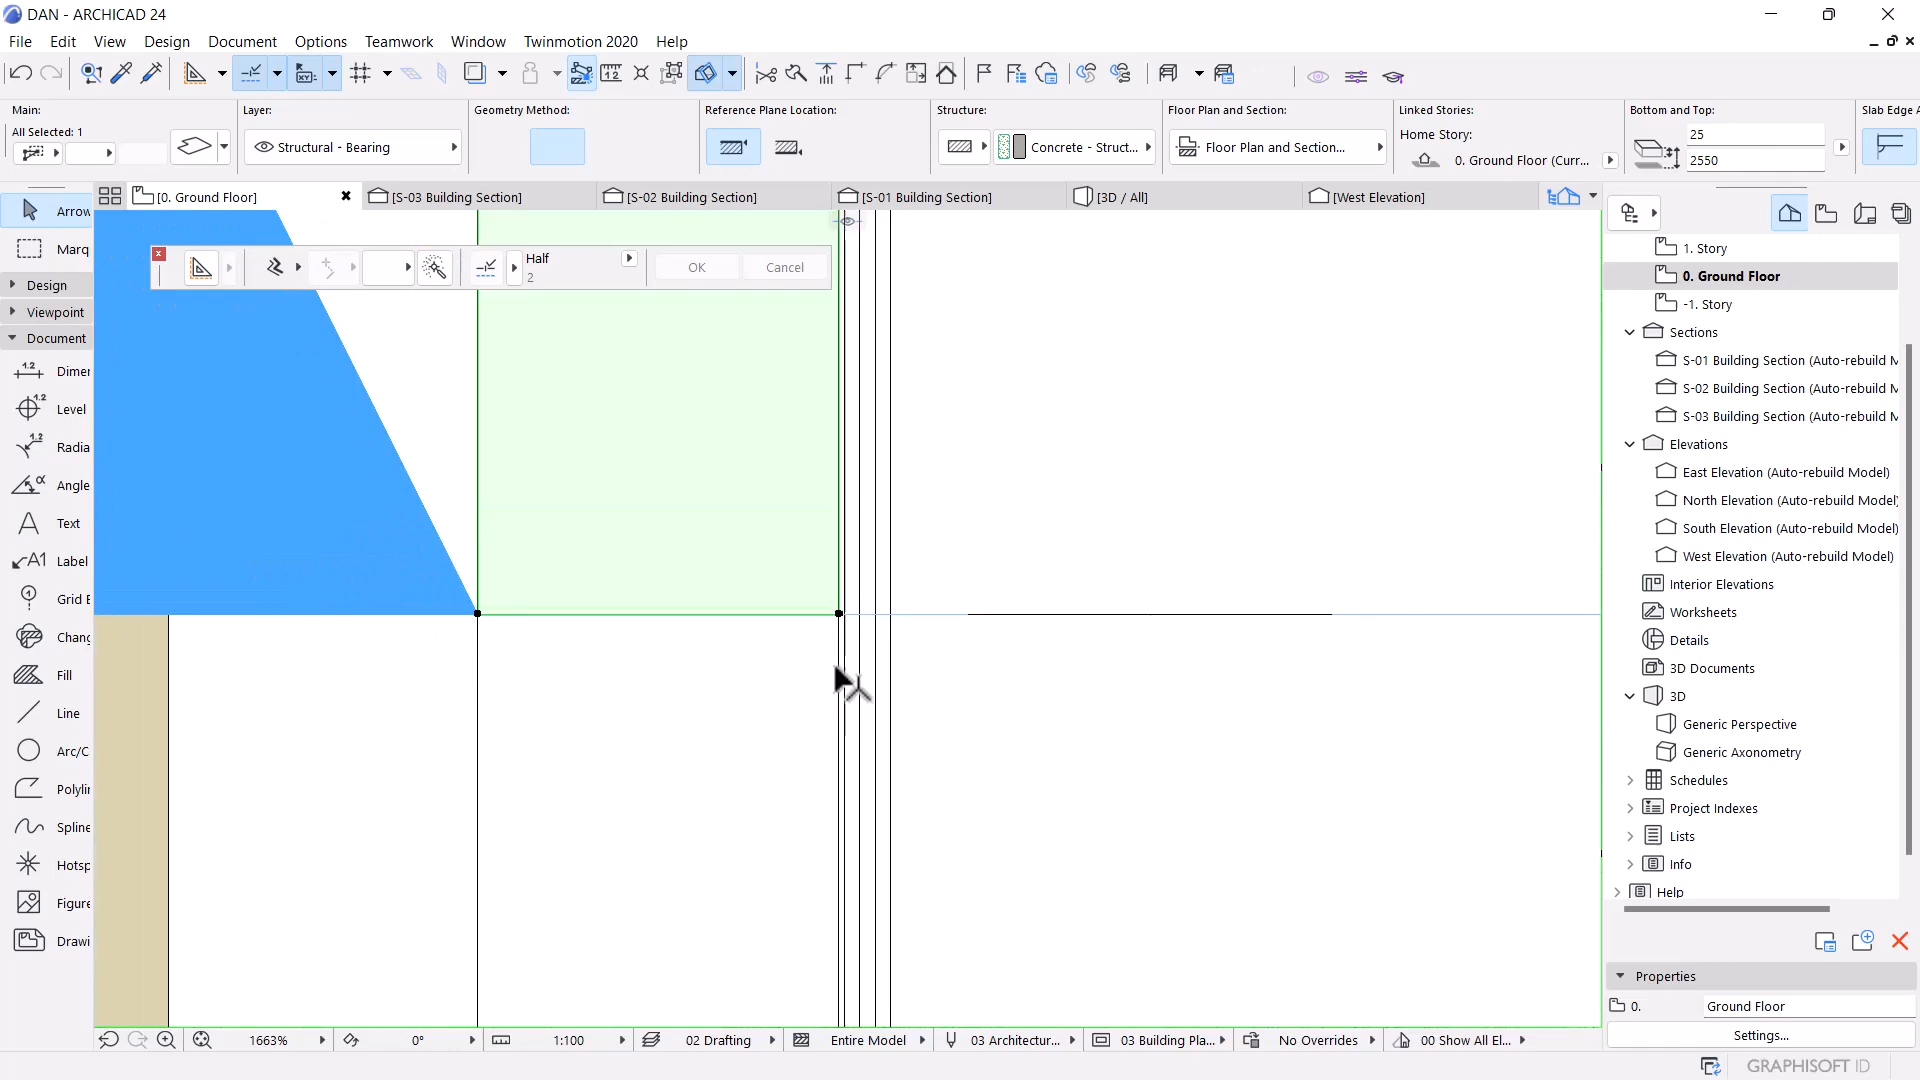 DAN - ARCHICAD 24
File Edit View Design Document Options Teamwork Window Twinmotion 2020 Help
Main:
All Selected: 1
Layer:
Structural - Bearing
Geometry Method:
Reference Plane Location:
Structure:
Concrete - Struct...
Floor Plan and Section:
Floor Plan and Section...
Linked Stories:
Home Story:
0. Ground Floor (Curr...
Bottom and Top:
25
2550
Slab Edge A
[0. Ground Floor]
[S-03 Building Section]
[S-02 Building Section]
[S-01 Building Section]
[3D / All]
[West Elevation]
Arrow
Marq
Design
Viewpoint
Document
Dimer
Level
Radia
Angle
Text
Label
Grid E
Chang
Fill
Line
Arc/C
Polylin
Spline
Hotsp
Figure
Drawi
Half
2
OK
Cancel
1. Story
0. Ground Floor
-1. Story
Sections
S-01 Building Section (Auto-rebuild M
S-02 Building Section (Auto-rebuild M
S-03 Building Section (Auto-rebuild M
Elevations
East Elevation (Auto-rebuild Model)
North Elevation (Auto-rebuild Model)
South Elevation (Auto-rebuild Model)
West Elevation (Auto-rebuild Model)
Interior Elevations
Worksheets
Details
3D Documents
3D
Generic Perspective
Generic Axonometry
Schedules
Project Indexes
Lists
Info
Help
Properties
0.
Ground Floor
Settings...
1663%
0°
1:100
02 Drafting
Entire Model
03 Architectur...
03 Building Pla...
No Overrides
00 Show All El...
GRAPHISOFT ID